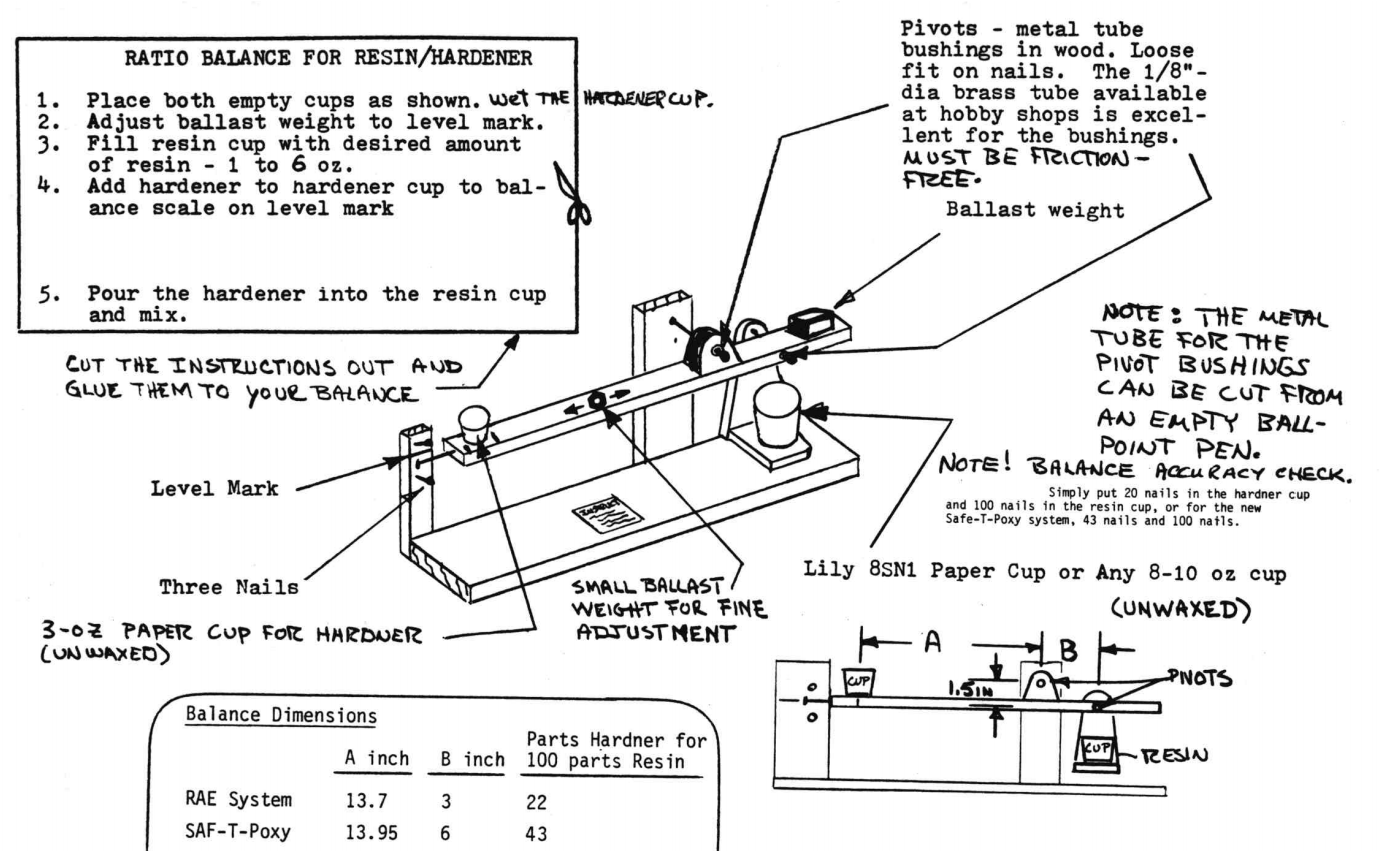 RATIO BALANCE FOR RESIN/HARDENER
1. Place both empty cups as shown. WET THE HARDENER CUP.
2. Adjust ballast weight to level mark.
3. Fill resin cup with desired amount
of resin - 1 to 6 oz.
4. Add hardener to hardener cup to bal-
ance scale on level mark
5. Pour the hardener into the resin cup
and mix.
CUT THE INSTRUCTIONS OUT AND
GLUE THEM TO YOUR BALANCE
Pivots - metal tube
bushings in wood. Loose
fit on nails. The 1/8"-
dia brass tube available
at hobby shops is excel-
lent for the bushings.
MUST BE FRICTION-
FREE.
Ballast weight
NOTE: THE METAL
TUBE FOR THE
PIVOT BUSHINGS
CAN BE CUT FROM
AN EMPTY BALL-
POINT PEN.
NOTE! BALANCE ACCURACY CHECK.
Simply put 20 nails in the hardner cup
and 100 nails in the resin cup, or for the new
Safe-T-Poxy system, 43 nails and 100 nails.
Level Mark
INSTRUCT
Three Nails
SMALL BALLAST
WEIGHT FOR FINE
ADJUSTMENT
Lily 8SN1 Paper Cup or Any 8-10 oz cup
(UNWAXED)
3-OZ PAPER CUP FOR HARDNER
(UNWAXED)
A
B
CUP
1.5 IN
PIVOTS
CUP
RESIN
Balance Dimensions
A inch B inch Parts Hardner for
100 parts Resin
RAE System 13.7 3 22
SAF-T-Poxy 13.95 6 43